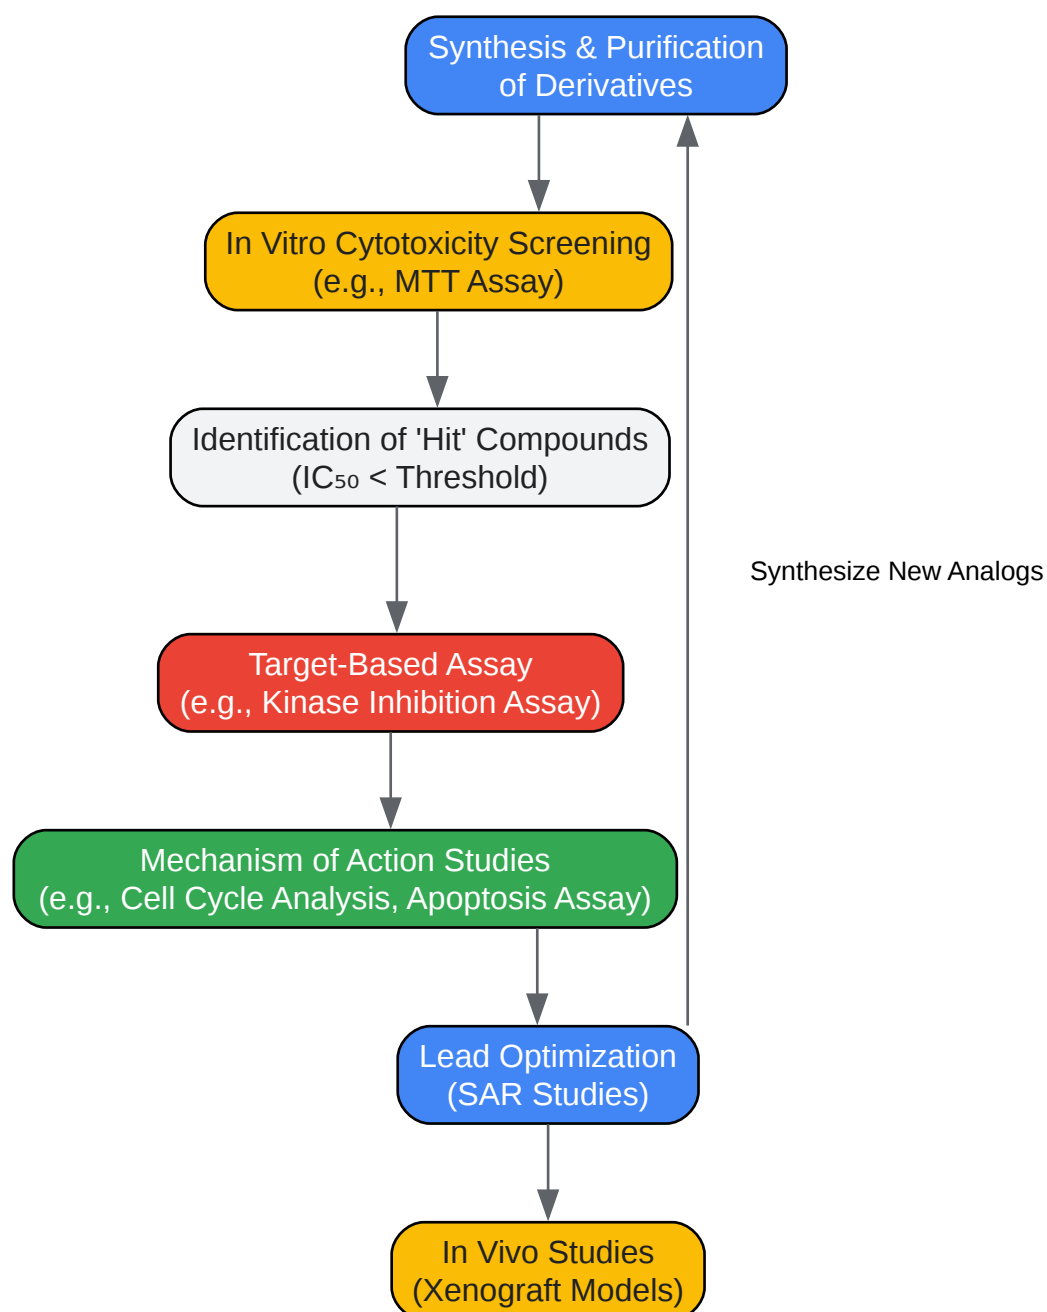 Synthesis & Purification
of Derivatives
In Vitro Cytotoxicity Screening
(e.g., MTT Assay)
Identification of 'Hit' Compounds
(IC₅₀ < Threshold)
Synthesize New Analogs
Target-Based Assay
(e.g., Kinase Inhibition Assay)
Mechanism of Action Studies
(e.g., Cell Cycle Analysis, Apoptosis Assay)
Lead Optimization
(SAR Studies)
In Vivo Studies
(Xenograft Models)